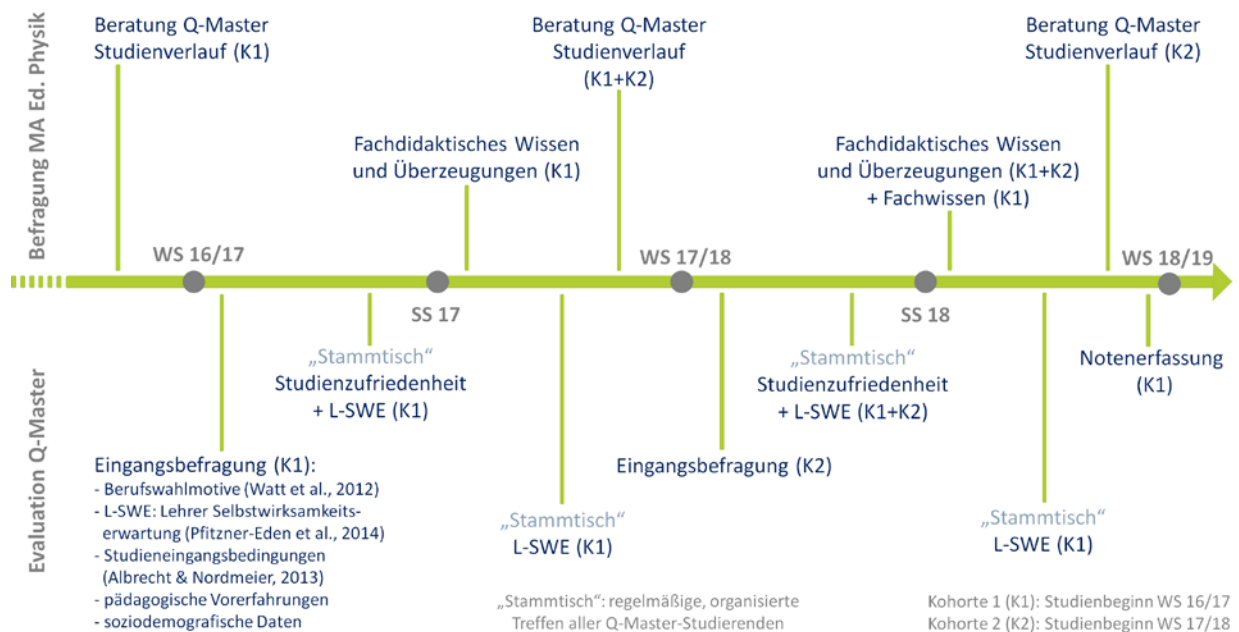 Befragung MA Ed. Physik
Beratung Q-Master
Studienverlauf (K1)
Beratung Q-Master
Studienverlauf
(K1+K2)
Beratung Q-Master
Studienverlauf (K2)
Fachdidaktisches Wissen
und Überzeugungen (K1)
Fachdidaktisches Wissen
und Überzeugungen (K1+K2)
+ Fachwissen (K1)
WS 16/17
SS 17
WS 17/18
SS 18
WS 18/19
Evaluation Q-Master
„Stammtisch“
Studienzufriedenheit
+ L-SWE (K1)
„Stammtisch“
Studienzufriedenheit
+ L-SWE (K1+K2)
Notenerfassung
(K1)
Eingangsbefragung (K1):
- Berufswahlmotive (Watt et al., 2012)
- L-SWE: Lehrer Selbstwirksamkeits-
erwartung (Pfitzner-Eden et al., 2014)
- Studieneingangsbedingungen
(Albrecht & Nordmeier, 2013)
- pädagogische Vorerfahrungen
- soziodemografische Daten
Eingangsbefragung (K2)
„Stammtisch“
L-SWE (K1)
„Stammtisch“
L-SWE (K1)
„Stammtisch“: regelmäßige, organisierte
Treffen aller Q-Master-Studierenden
Kohorte 1 (K1): Studienbeginn WS 16/17
Kohorte 2 (K2): Studienbeginn WS 17/18